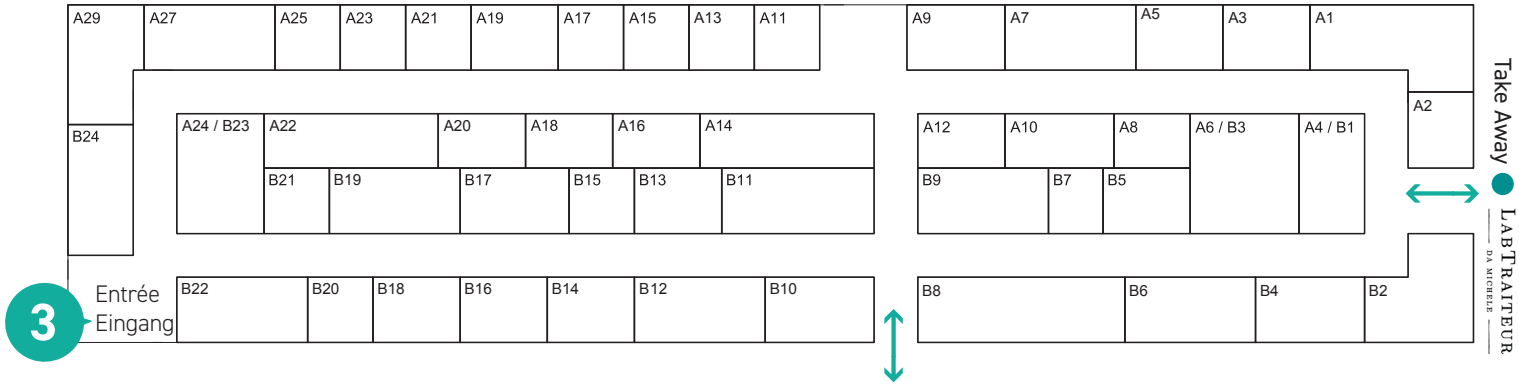 A29
A27
A25
A23
A21
A19
A17
A15
A13
A11
A9
A7
A5
A3
A1
A2
B24
A24 / B23
A22
A20
A18
A16
A14
A12
A10
A8
A6 / B3
A4 / B1
B21
B19
B17
B15
B13
B11
B9
B7
B5
B22
B20
B18
B16
B14
B12
B10
B8
B6
B4
B2
3
Entrée
Eingang
Take Away
LABTRAITEUR
DA MICHELE